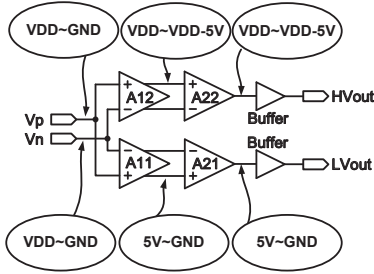 VDD~GND
VDD~VDD-5V
VDD~VDD-5V
+
−
A12
+
−
A22
Buffer
HVout
Vp
Vn
Buffer
−
+
A11
−
+
A21
LVout
VDD~GND
5V~GND
5V~GND